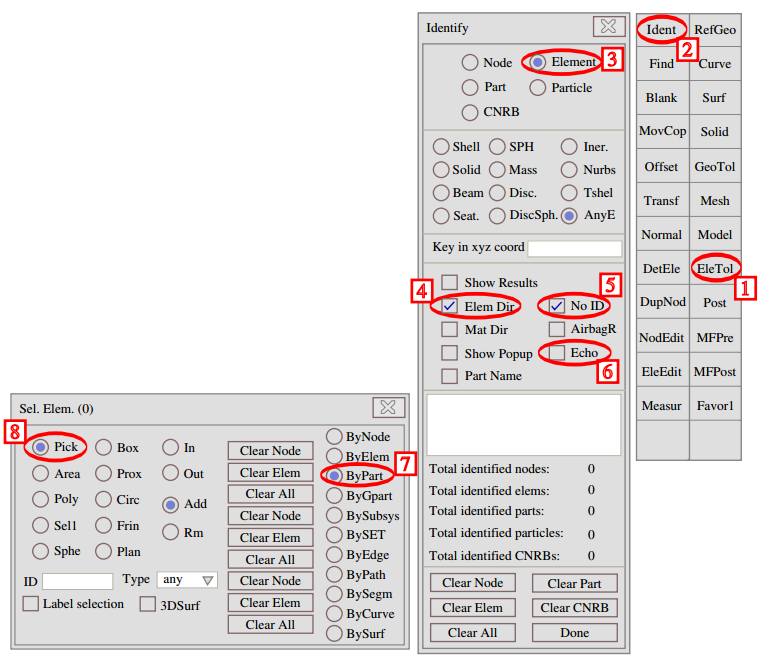 Identify
Node
Element
3
Part
Particle
CNRB
Shell
SPH
Iner.
Solid
Mass
Nurbs
Beam
Disc.
Tshel
Seat.
DiscSph.
AnyE
Key in xyz coord
Show Results
4
Elem Dir
5
No ID
Mat Dir
AirbagR
Show Popup
Echo
6
Part Name
Total identified nodes: 0
Total identified elems: 0
Total identified parts: 0
Total identified particles: 0
Total identified CNRBs: 0
Clear Node
Clear Part
Clear Elem
Clear CNRB
Clear All
Done
Ident
2
RefGeo
Find
Curve
Blank
Surf
MovCop
Solid
Offset
GeoTol
Transf
Mesh
Normal
Model
DetEle
EleTol
1
DupNod
Post
NodEdit
MFPre
EleEdit
MFPost
Measur
Favor1
Sel. Elem. (0)
8
Pick
Box
In
Area
Prox
Out
Poly
Circ
Add
Sel1
Frin
Rm
Sphe
Plan
Clear Node
Clear Elem
Clear All
Clear Node
Clear Elem
Clear All
Clear Node
Clear Elem
Clear All
ByNode
ByElem
7
ByPart
ByGpart
BySubsys
BySET
ByEdge
ByPath
BySegm
ByCurve
BySurf
ID
Type
any
Label selection
3DSurf